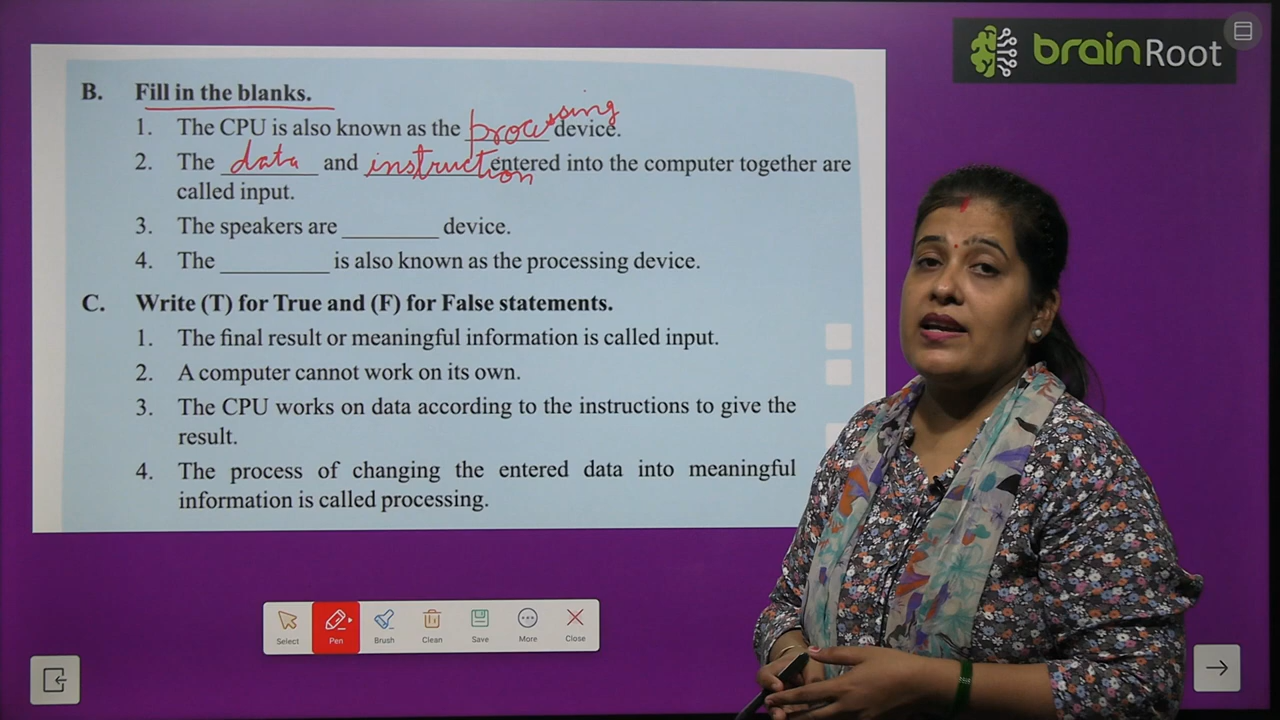 brainRoot
B. Fill in the blanks.
1. The CPU is also known as the processing device.
2. The data and instruction entered into the computer together are
called input.
3. The speakers are ________ device.
4. The __________ is also known as the processing device.
C. Write (T) for True and (F) for False statements.
1. The final result or meaningful information is called input.
2. A computer cannot work on its own.
3. The CPU works on data according to the instructions to give the
result.
4. The process of changing the entered data into meaningful
information is called processing.
Select Pen Brush Clean Save More Close